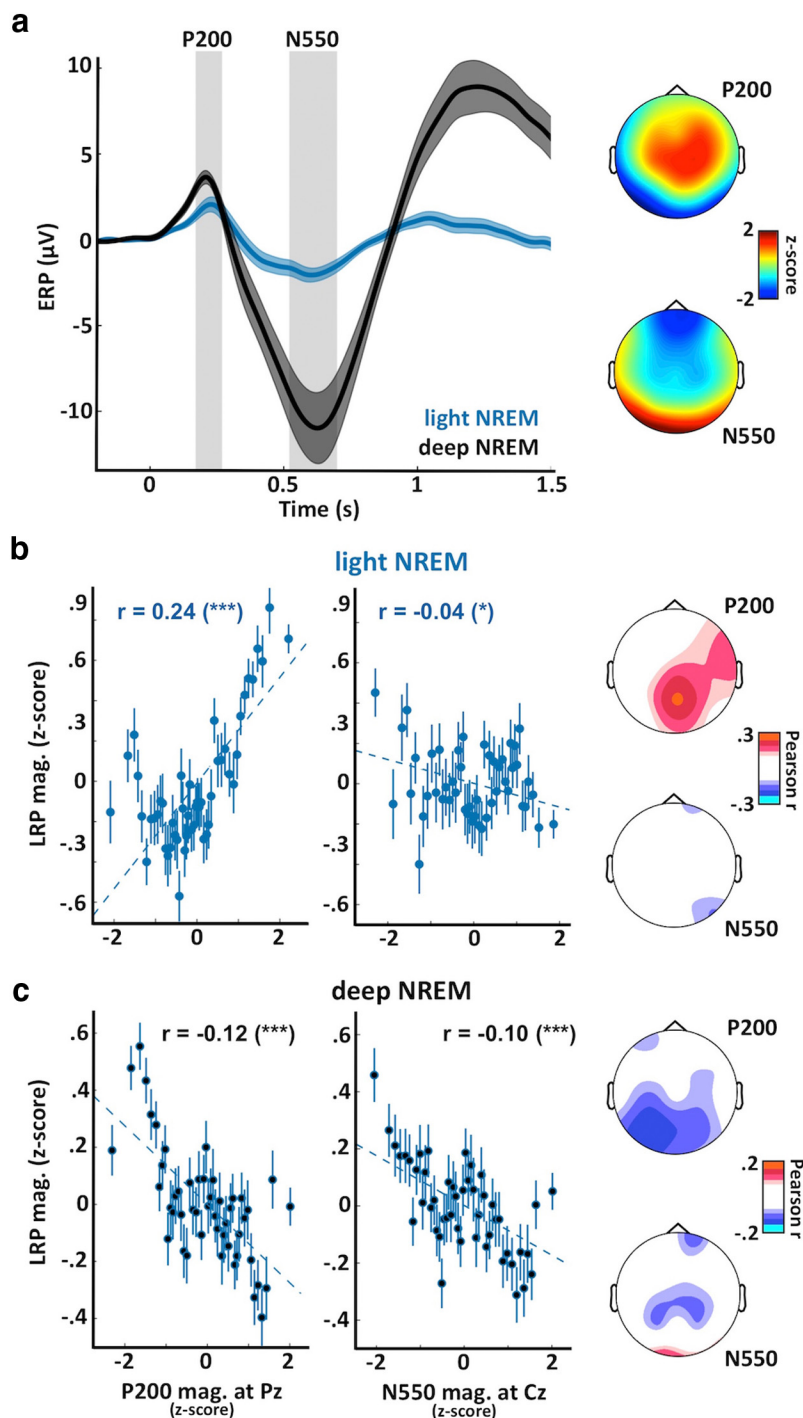 a
P200
N550
10
5
0
-5
-10
ERP (µV)
light NREM
deep NREM
0
0.5
1
1.5
Time (s)
P200
2
-2
z-score
N550
b
light NREM
r = 0.24 (***)
.9
.6
.3
0
-.3
-.6
LRP mag. (z-score)
-2
0
2
r = -0.04 (*)
.9
.6
.3
0
-.3
-.6
-2
0
2
P200
.3
-.3
Pearson r
N550
c
deep NREM
r = -0.12 (***)
.6
.4
.2
0
-.2
-.4
LRP mag. (z-score)
-2
0
2
P200 mag. at Pz
(z-score)
r = -0.10 (***)
.6
.4
.2
0
-.2
-.4
-2
0
2
N550 mag. at Cz
(z-score)
P200
.2
-.2
Pearson r
N550